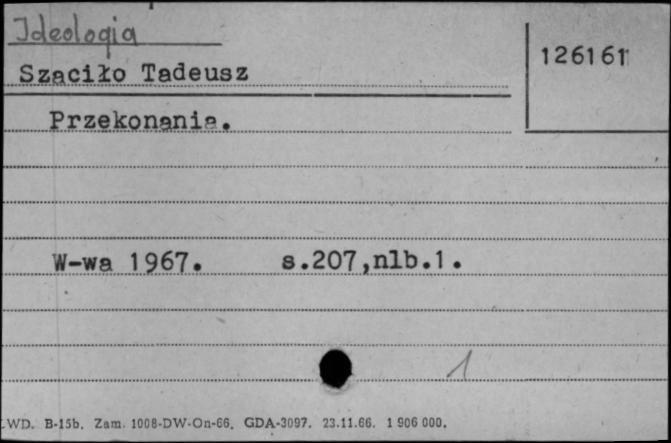 Ideologia
126161
Szaciło Tadeusz
Przekonania.
W-wa 1967. s.207,nlb.1.
1
WD. B-15b. Zam. 1008-DW-On-66. GDA-3097. 23.11.66. 1 906 000.